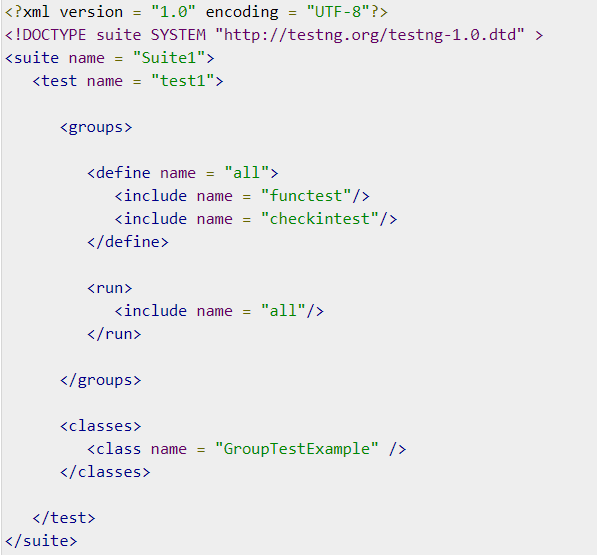 <?xml version = "1.0" encoding = "UTF-8"?>
<!DOCTYPE suite SYSTEM "http://testng.org/testng-1.0.dtd" >
<suite name = "Suite1">
<test name = "test1">
<groups>
<define name = "all">
<include name = "functest"/>
<include name = "checkintest"/>
</define>
<run>
<include name = "all"/>
</run>
</groups>
<classes>
<class name = "GroupTestExample" />
</classes>
</test>
</suite>